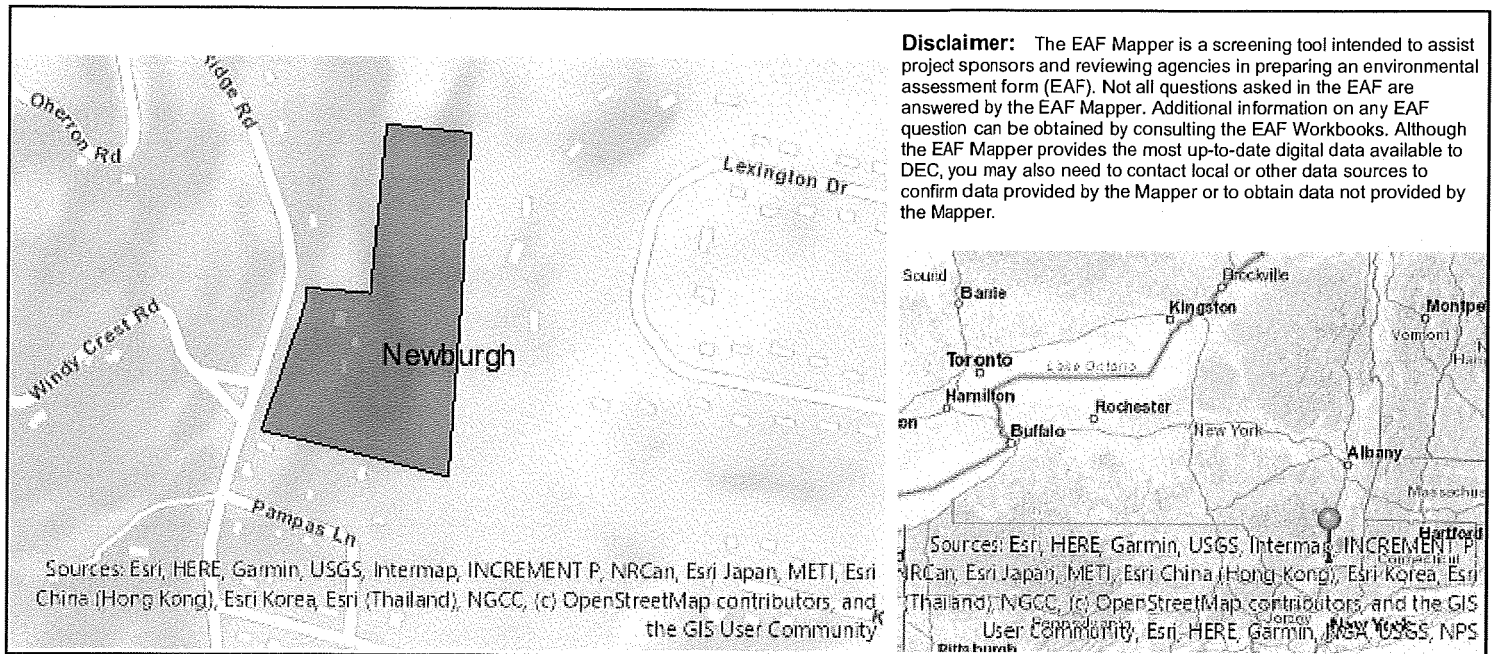 Disclaimer: The EAF Mapper is a screening tool intended to assist
project sponsors and reviewing agencies in preparing an environmental
assessment form (EAF). Not all questions asked in the EAF are
answered by the EAF Mapper. Additional information on any EAF
question can be obtained by consulting the EAF Workbooks. Although
the EAF Mapper provides the most up-to-date digital data available to
DEC, you may also need to contact local or other data sources to
confirm data provided by the Mapper or to obtain data not provided by
the Mapper.
Ridge Rd
Oherron Rd
Lexington Dr
Windy Crest Rd
Newburgh
Pampas Ln
Sources: Esri, HERE, Garmin, USGS, Intermap, INCREMENT P, NRCan, Esri Japan, METI, Esri
China (Hong Kong), Esri Korea, Esri (Thailand), NGCC, (c) OpenStreetMap contributors, and
the GIS User Community
Sound
Barrie
Brockville
Kingston
Montpe
Vermont
Toronto
Lake Ontario
Hamilton
Rochester
on
Buffalo
New York
Albany
Massachus
Hartford
Connecticut
Sources: Esri, HERE, Garmin, USGS, Intermap, INCREMENT P,
NRCan, Esri Japan, METI, Esri China (Hong Kong), Esri Korea, Esri
(Thailand), NGCC, (c) OpenStreetMap contributors, and the GIS
User Community, Esri, HERE, Garmin, NGA, USGS, NPS
Pennsylvania
Jersey
New York
Pittsburgh